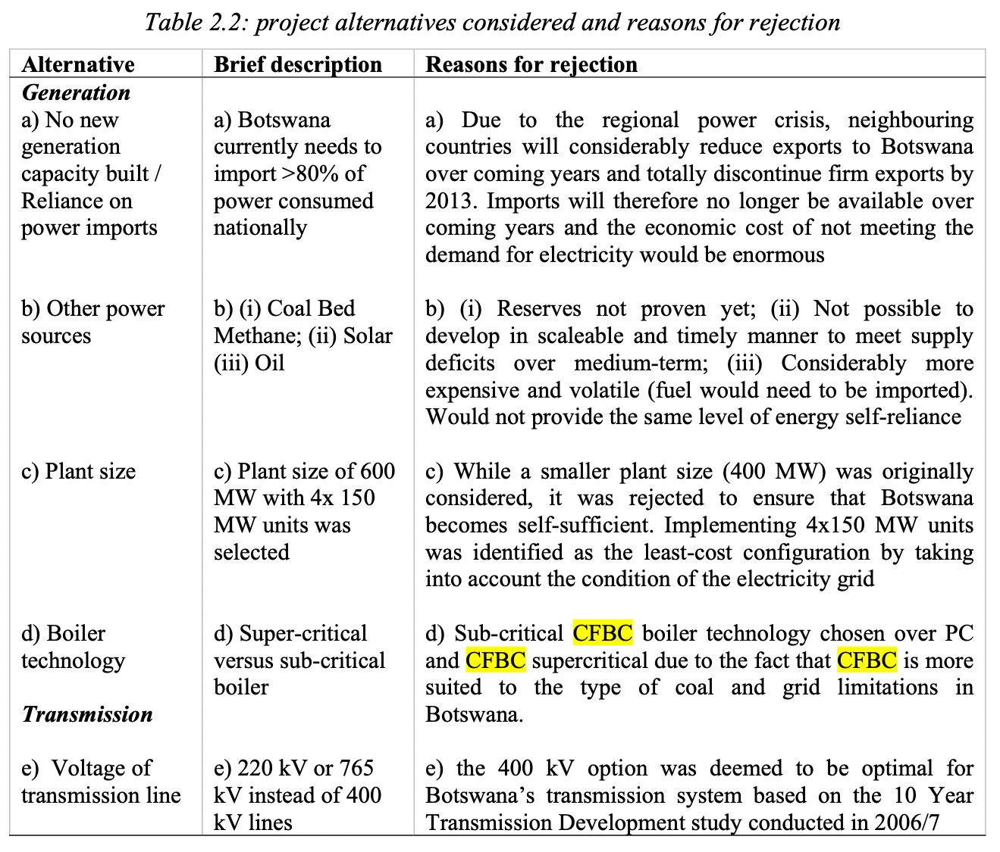 Table 2.2: project alternatives considered and reasons for rejection
Alternative
Brief description
Reasons for rejection
Generation
a) No new
generation
capacity built /
Reliance on
power imports
a) Botswana
currently needs to
import >80% of
power consumed
nationally
a) Due to the regional power crisis, neighbouring
countries will considerably reduce exports to Botswana
over coming years and totally discontinue firm exports by
2013. Imports will therefore no longer be available over
coming years and the economic cost of not meeting the
demand for electricity would be enormous
b) Other power
sources
b) (i) Coal Bed
Methane; (ii) Solar
(iii) Oil
b) (i) Reserves not proven yet; (ii) Not possible to
develop in scaleable and timely manner to meet supply
deficits over medium-term; (iii) Considerably more
expensive and volatile (fuel would need to be imported).
Would not provide the same level of energy self-reliance
c) Plant size
c) Plant size of 600
MW with 4x 150
MW units was
selected
c) While a smaller plant size (400 MW) was originally
considered, it was rejected to ensure that Botswana
becomes self-sufficient. Implementing 4x150 MW units
was identified as the least-cost configuration by taking
into account the condition of the electricity grid
d) Boiler
technology
d) Super-critical
versus sub-critical
boiler
d) Sub-critical CFBC boiler technology chosen over PC
and CFBC supercritical due to the fact that CFBC is more
suited to the type of coal and grid limitations in
Botswana.
Transmission
e) Voltage of
transmission line
e) 220 kV or 765
kV instead of 400
kV lines
e) the 400 kV option was deemed to be optimal for
Botswana’s transmission system based on the 10 Year
Transmission Development study conducted in 2006/7